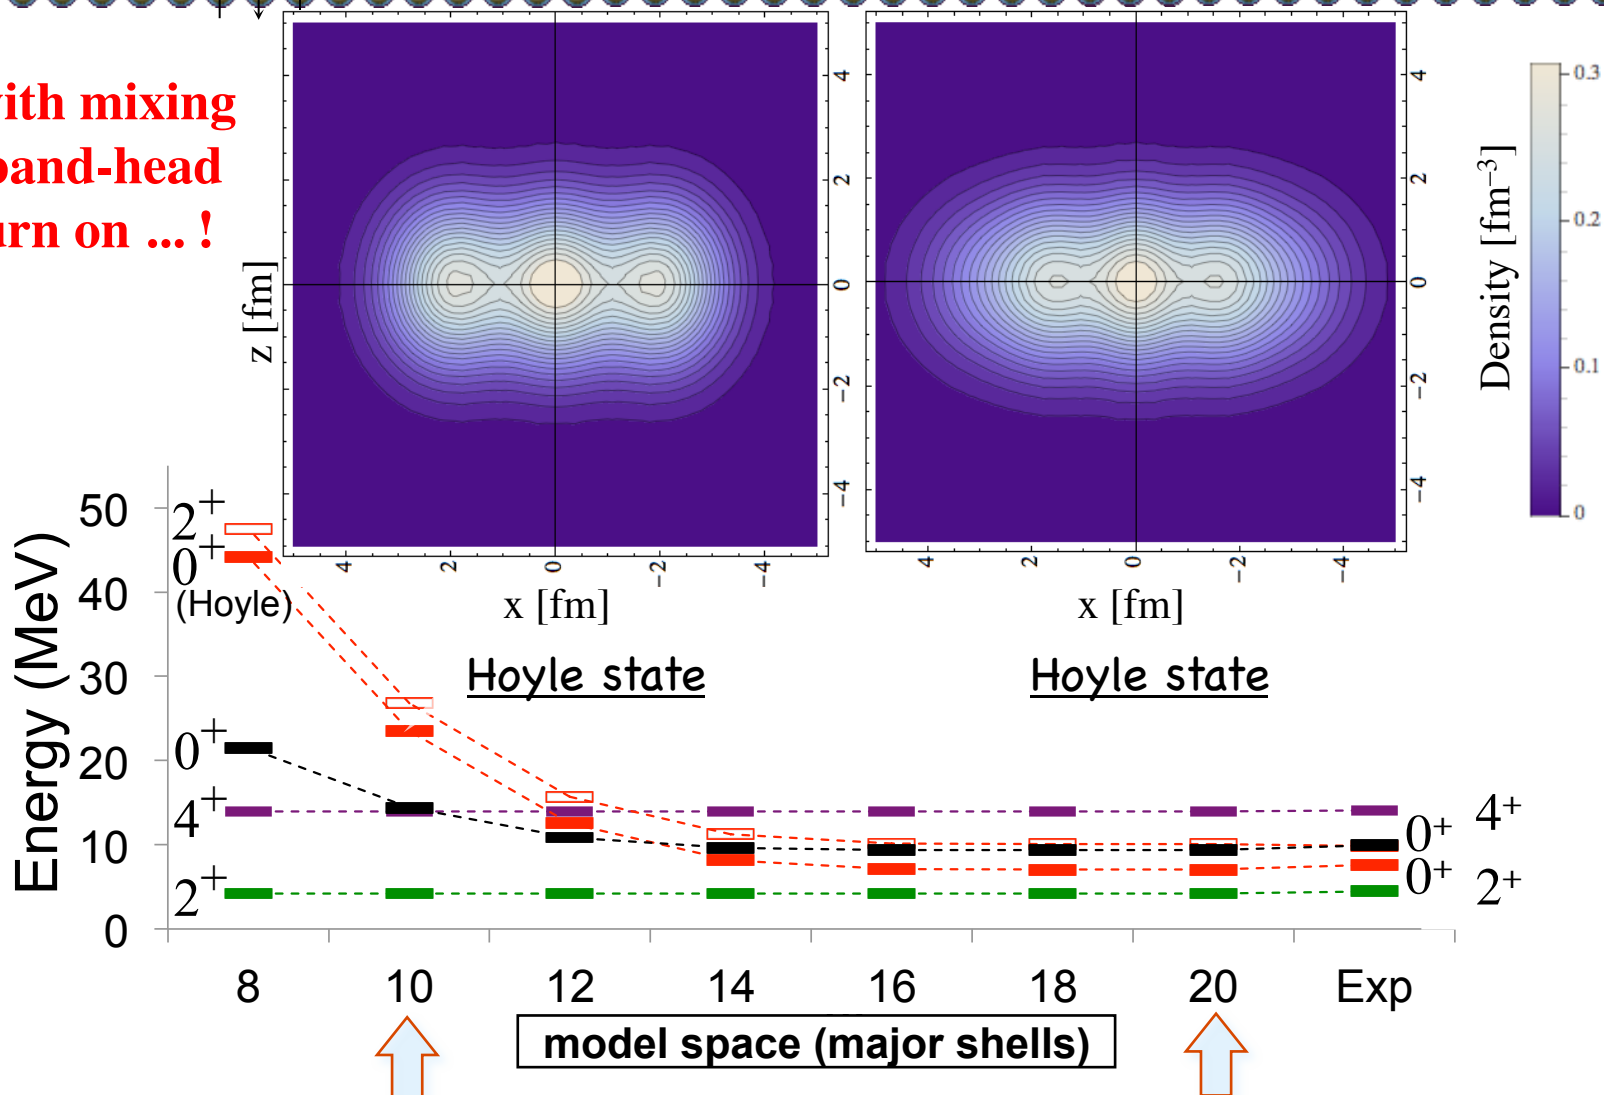 with mixing
band-head
urn on ... !
z [fm]
4
2
0
−2
−4
4
2
0
−2
−4
x [fm]
Hoyle state
4
2
0
−2
−4
4
2
0
−2
−4
x [fm]
Hoyle state
Density [fm⁻³]
0.3
0.2
0.1
0
Energy (MeV)
50
40
30
20
10
0
2⁺
0⁺
(Hoyle)
0⁺
4⁺
2⁺
0⁺ 4⁺
0⁺ 2⁺
8 10 12 14 16 18 20 Exp
model space (major shells)